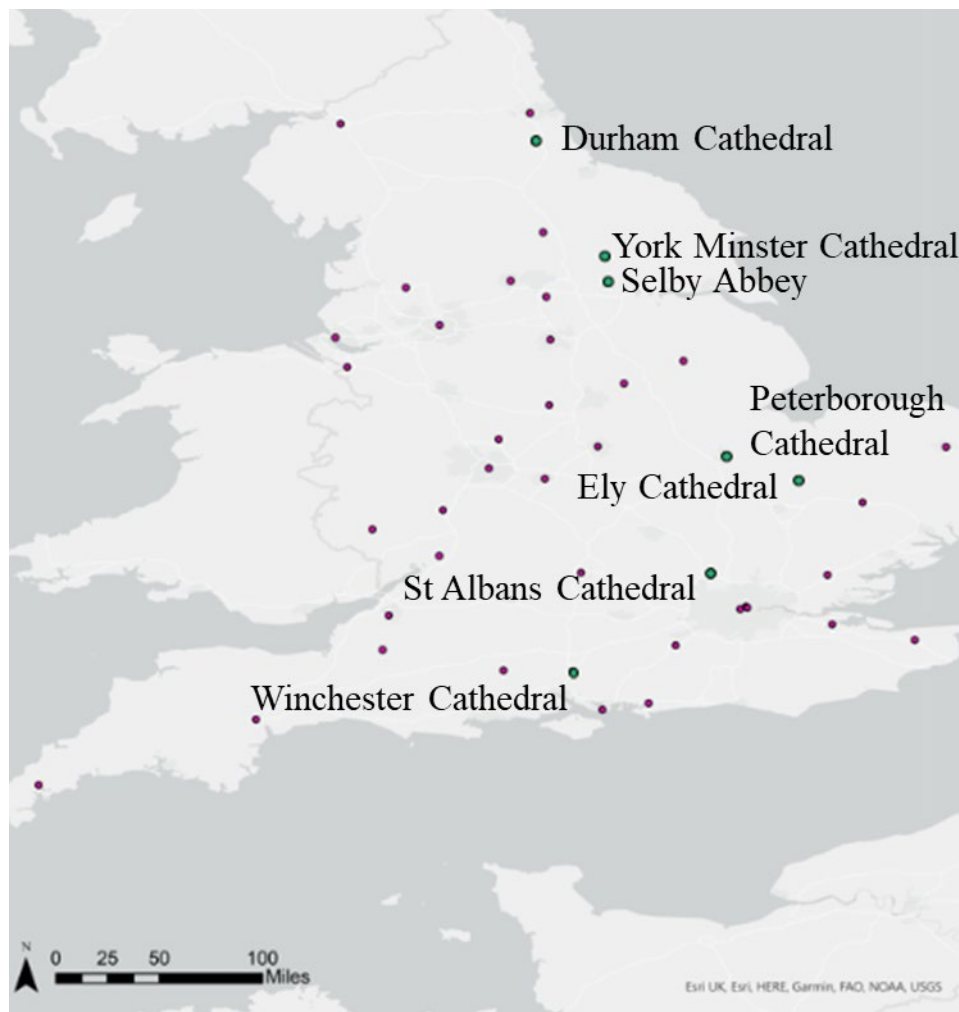 Durham Cathedral
York Minster Cathedral
Selby Abbey
Peterborough
Cathedral
Ely Cathedral
St Albans Cathedral
Winchester Cathedral
N
0 25 50 100
Miles
Esri UK, Esri, HERE, Garmin, FAO, NOAA, USGS